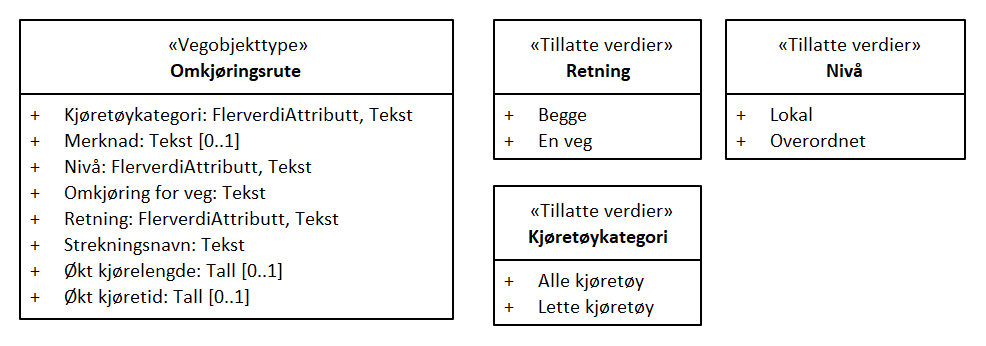 «Vegobjekttype»
Omkjøringsrute
+ Kjøretøykategori: FlerverdiAttributt, Tekst
+ Merknad: Tekst [0..1]
+ Nivå: FlerverdiAttributt, Tekst
+ Omkjøring for veg: Tekst
+ Retning: FlerverdiAttributt, Tekst
+ Strekningsnavn: Tekst
+ Økt kjørelengde: Tall [0..1]
+ Økt kjøretid: Tall [0..1]
«Tillatte verdier»
Retning
+ Begge
+ En veg
«Tillatte verdier»
Nivå
+ Lokal
+ Overordnet
«Tillatte verdier»
Kjøretøykategori
+ Alle kjøretøy
+ Lette kjøretøy